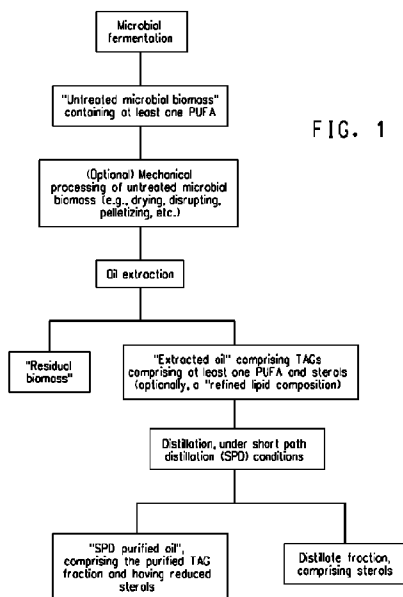 Microbial
fermentation
"Untreated microbial biomass"
containing at least one PUFA
FIG. 1
(Optional) Mechanical
processing of untreated microbial
biomass (e.g., drying, disrupting,
pelletizing, etc.)
Oil extraction
"Residual
biomass"
"Extracted oil" comprising TAGs
comprising at least one PUFA and sterols
(optionally, a "refined lipid composition)
Distillation, under short path
distillation (SPD) conditions
"SPD purified oil",
comprising the purified TAG
fraction and having reduced
sterols
Distillate fraction,
comprising sterols